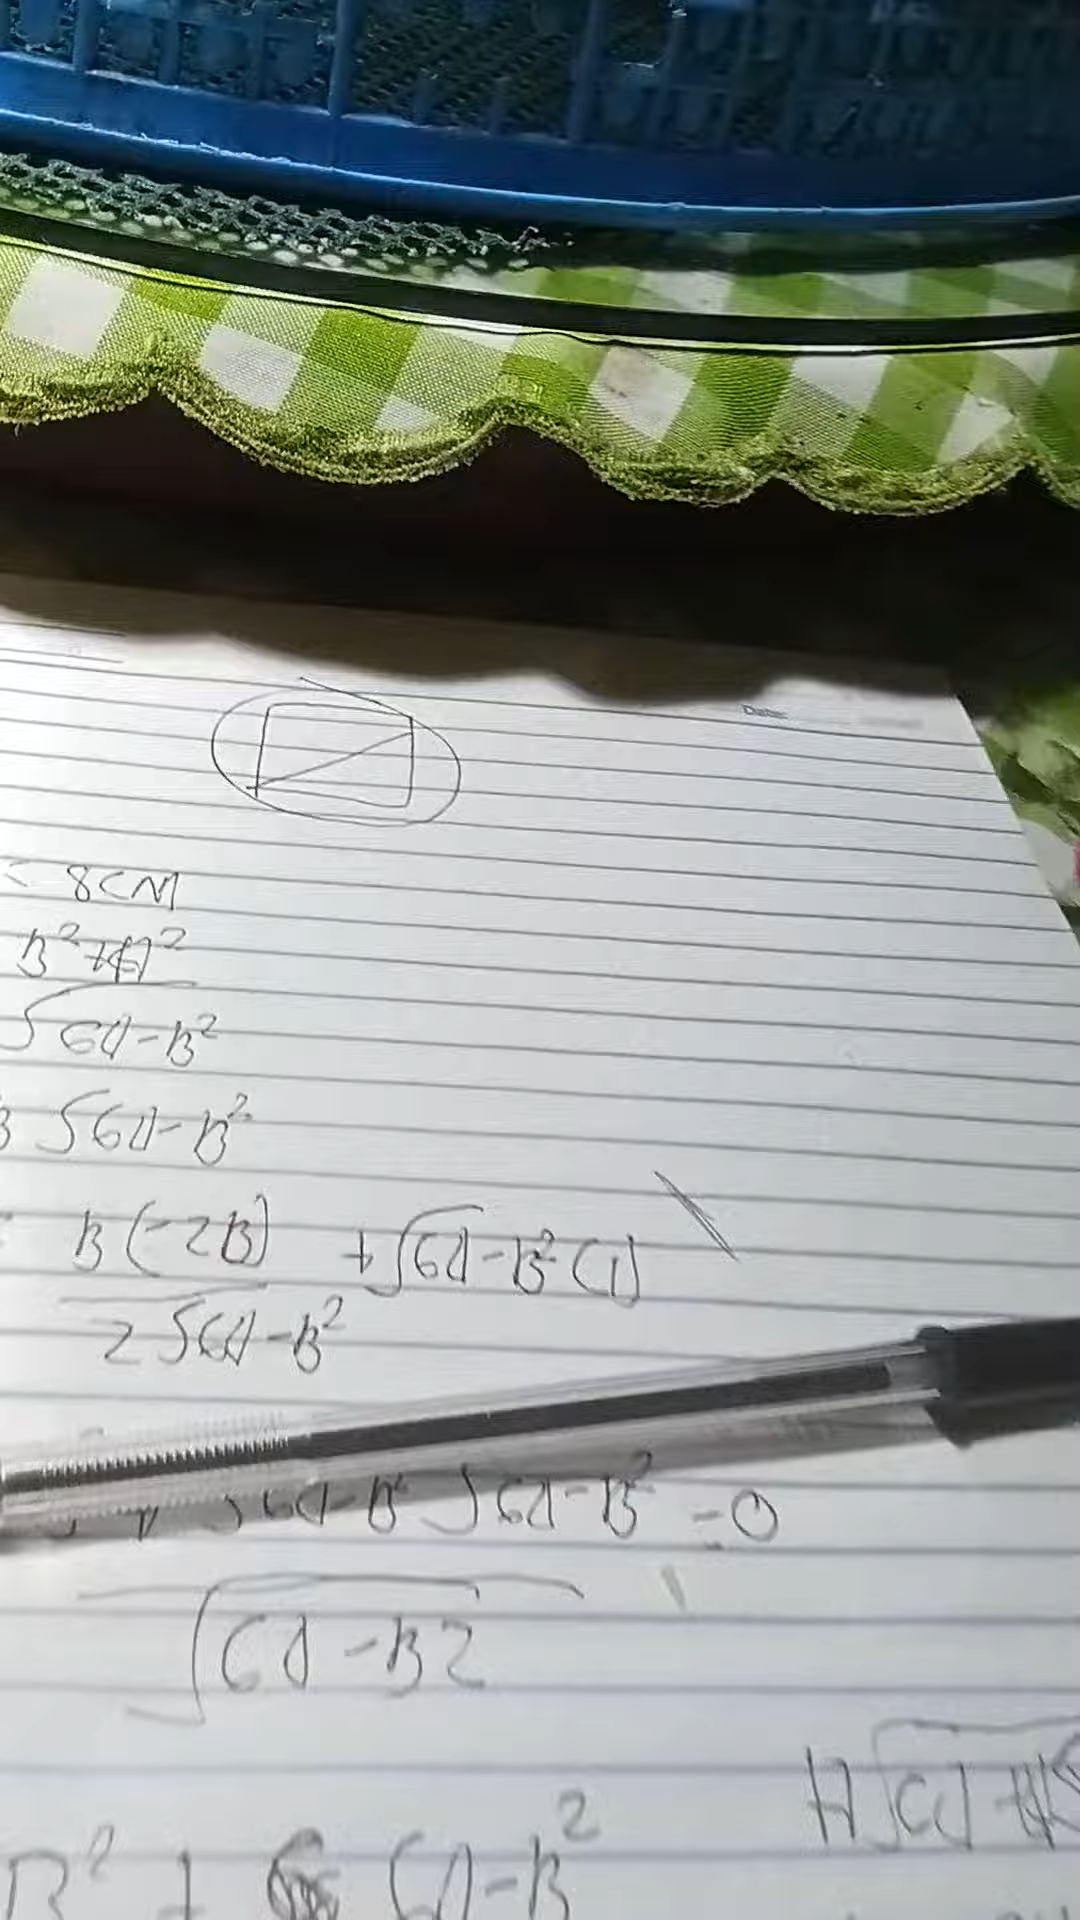 Date:
= 8CM
B²+H²
√64-B²
B √64-B²
= B(-2B) +√64-B² (1)
2√64-B²
√64-B² √64-B² = 0
√64-B2
H√64-
B² + 64-B²